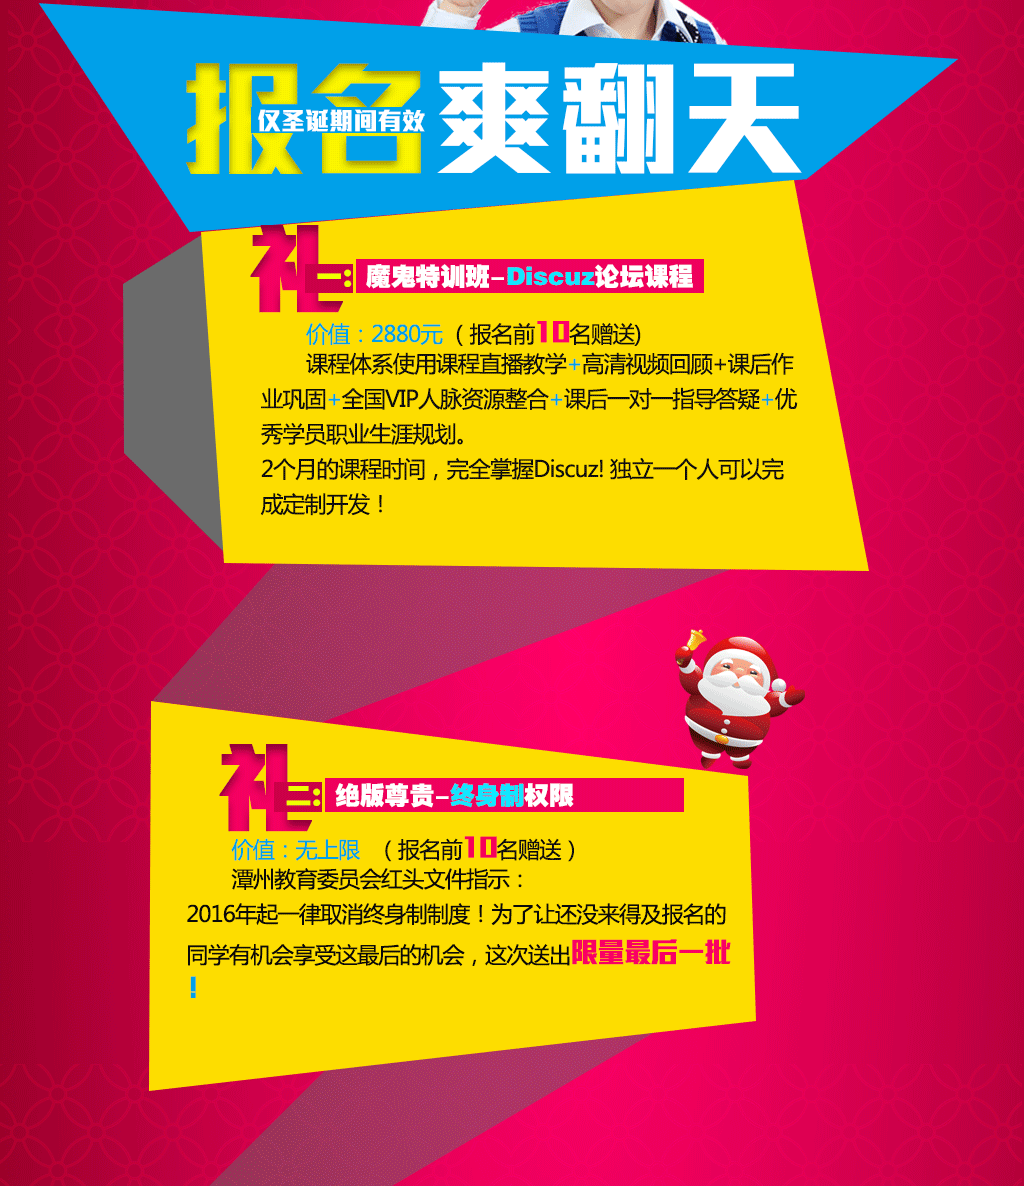 报名爽翻天
仅圣诞期间有效
礼一:
魔鬼特训班-Discuz论坛课程
价值：2880元（报名前10名赠送)
课程体系使用课程直播教学+高清视频回顾+课后作
业巩固+全国VIP人脉资源整合+课后一对一指导答疑+优
秀学员职业生涯规划。
2个月的课程时间，完全掌握Discuz! 独立一个人可以完
成定制开发！
礼二:
绝版尊贵-终身制权限
价值：无上限 （报名前10名赠送）
潭州教育委员会红头文件指示：
2016年起一律取消终身制制度！为了让还没来得及报名的
同学有机会享受这最后的机会，这次送出限量最后一批
!